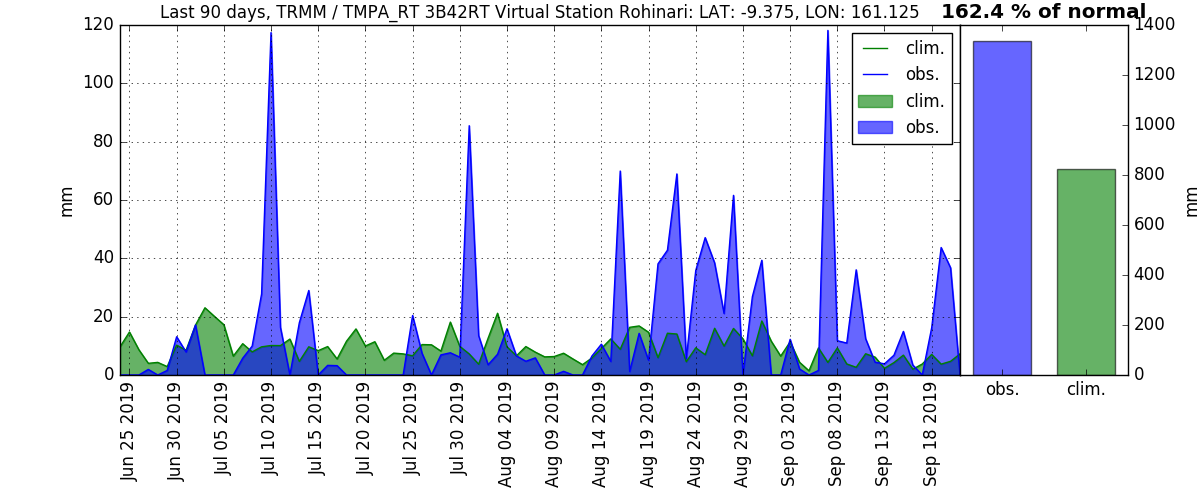 Last 90 days, TRMM / TMPA_RT 3B42RT Virtual Station Rohinari: LAT: -9.375, LON: 161.125
162.4 % of normal
120
100
80
60
40
20
0
mm
clim.
obs.
clim.
obs.
1400
1200
1000
800
600
400
200
0
mm
obs.
clim.
Jun 25 2019
Jun 30 2019
Jul 05 2019
Jul 10 2019
Jul 15 2019
Jul 20 2019
Jul 25 2019
Jul 30 2019
Aug 04 2019
Aug 09 2019
Aug 14 2019
Aug 19 2019
Aug 24 2019
Aug 29 2019
Sep 03 2019
Sep 08 2019
Sep 13 2019
Sep 18 2019